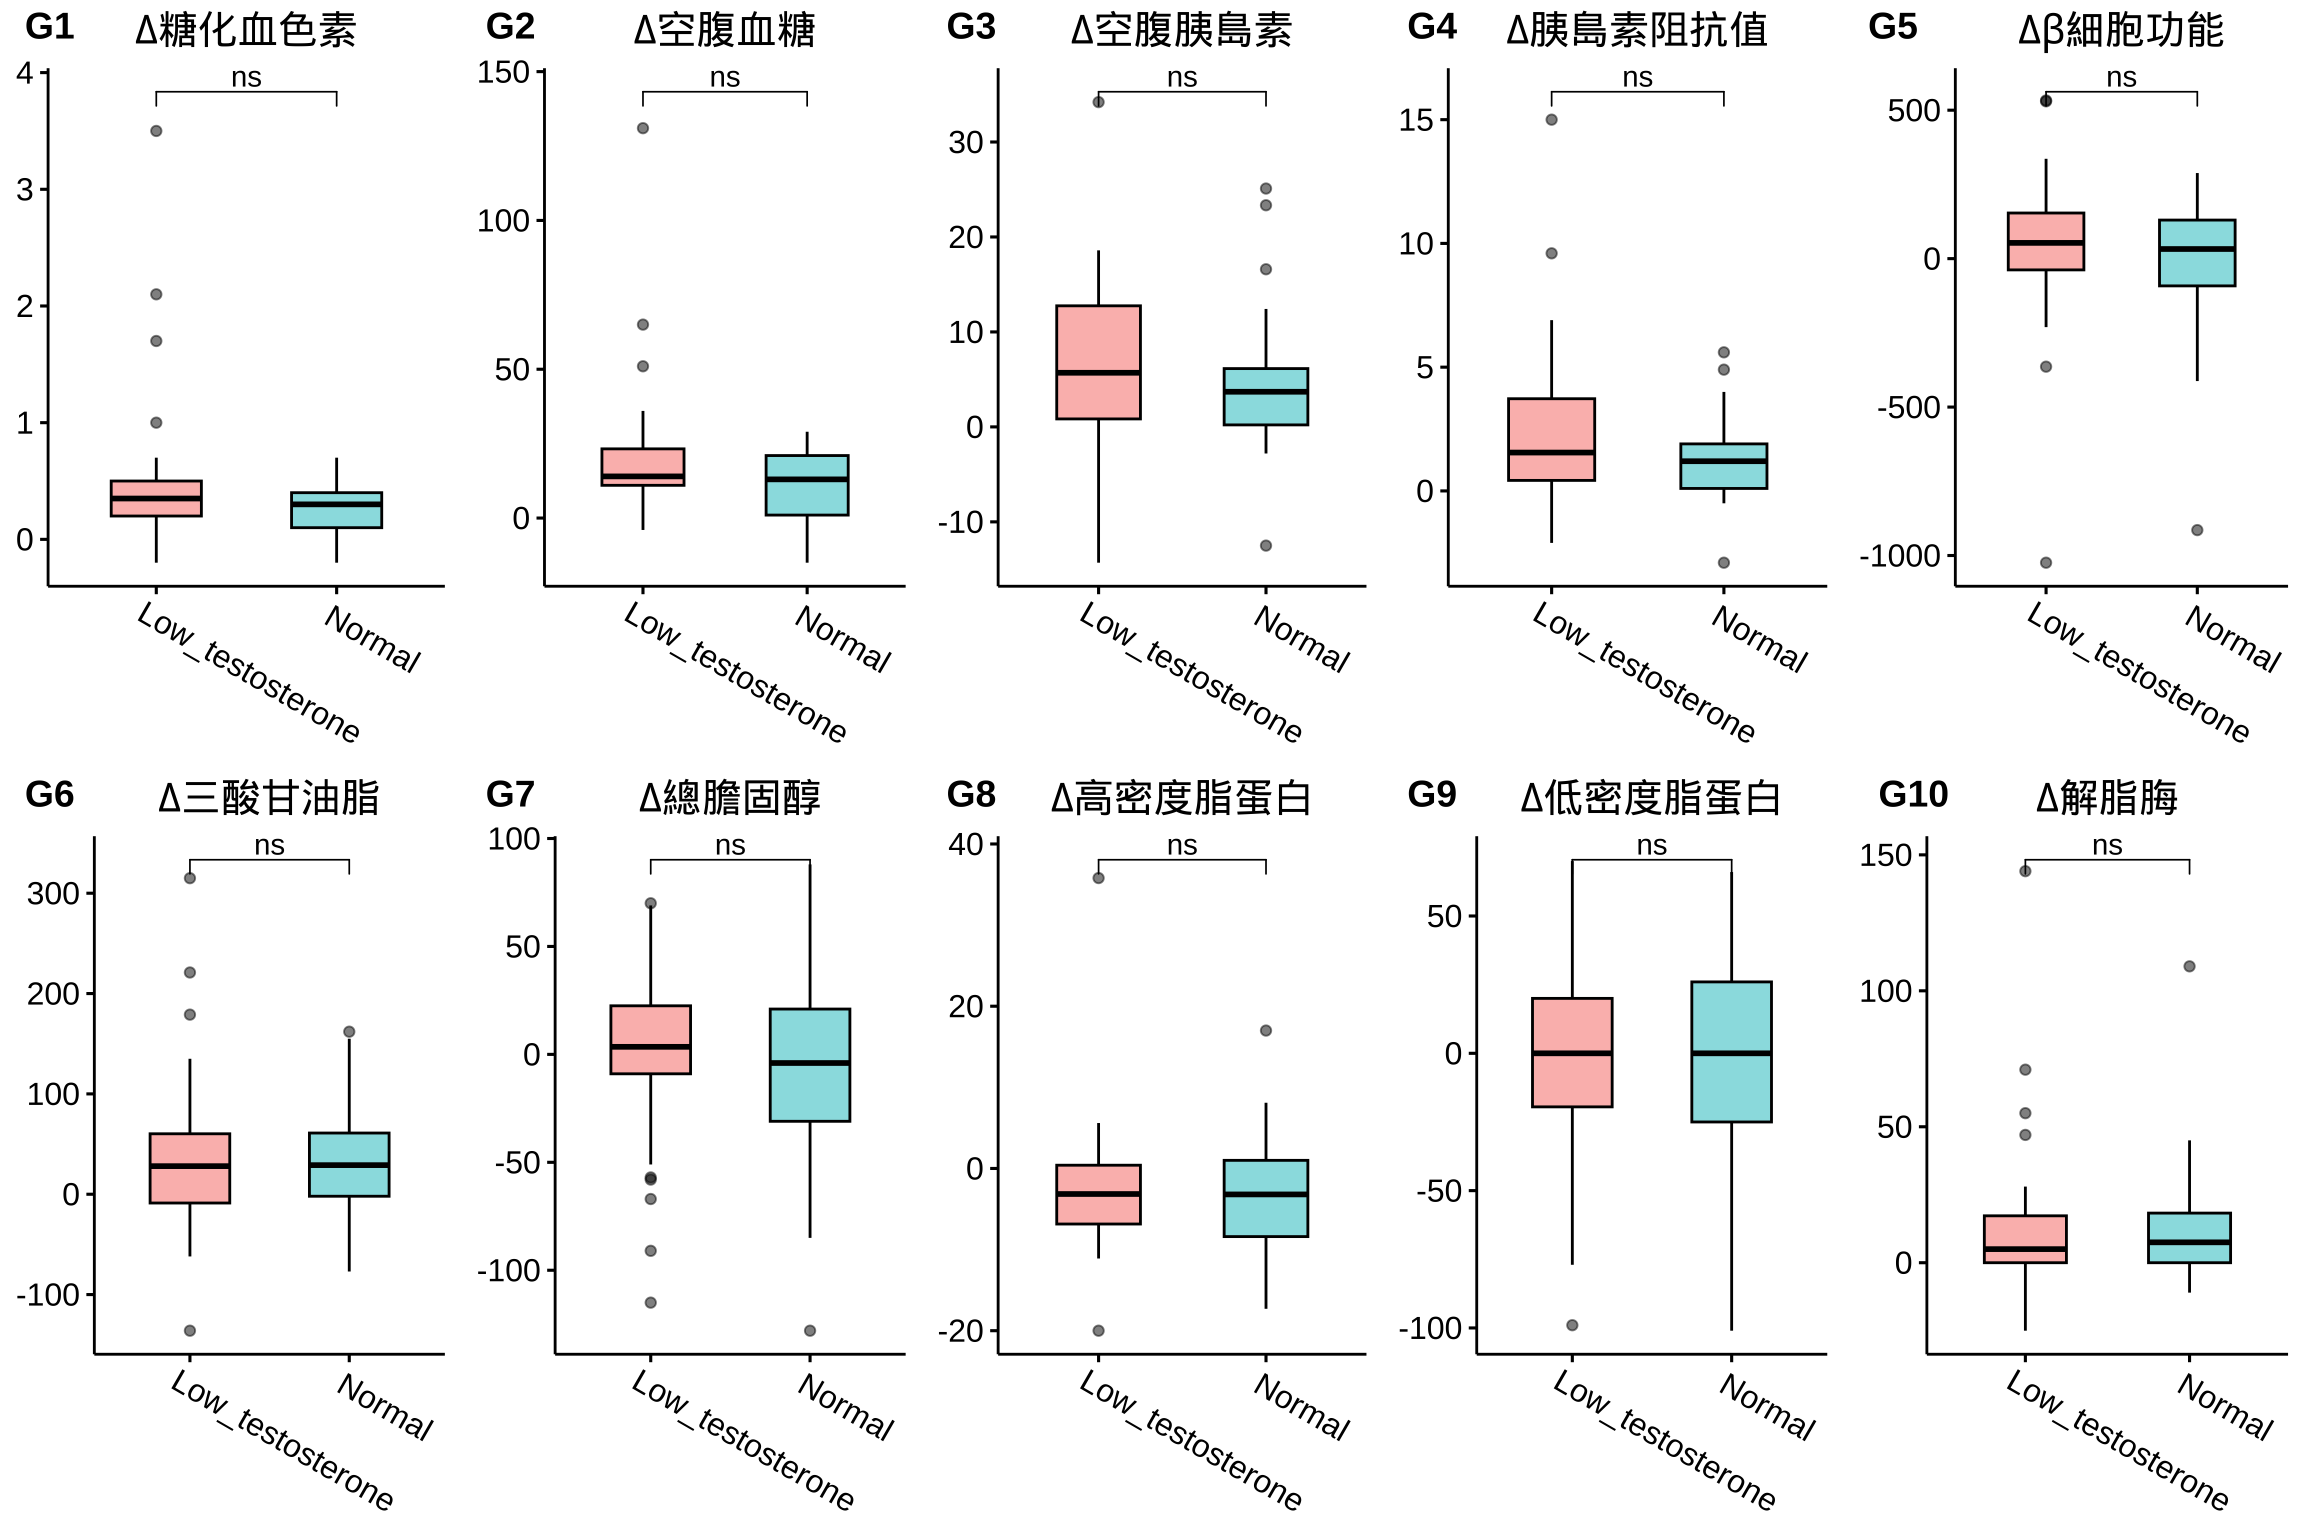 G1 Δ糖化血色素
4
3
2
1
0
ns
Low_testosterone
Normal
G2 Δ空腹血糖
150
100
50
0
ns
Low_testosterone
Normal
G3 Δ空腹胰島素
30
20
10
0
-10
ns
Low_testosterone
Normal
G4 Δ胰島素阻抗值
15
10
5
0
ns
Low_testosterone
Normal
G5 Δβ細胞功能
500
0
-500
-1000
ns
Low_testosterone
Normal
G6 Δ三酸甘油脂
300
200
100
0
-100
ns
Low_testosterone
Normal
G7 Δ總膽固醇
100
50
0
-50
-100
ns
Low_testosterone
Normal
G8 Δ高密度脂蛋白
40
20
0
-20
ns
Low_testosterone
Normal
G9 Δ低密度脂蛋白
50
0
-50
-100
ns
Low_testosterone
Normal
G10 Δ解脂脢
150
100
50
0
ns
Low_testosterone
Normal